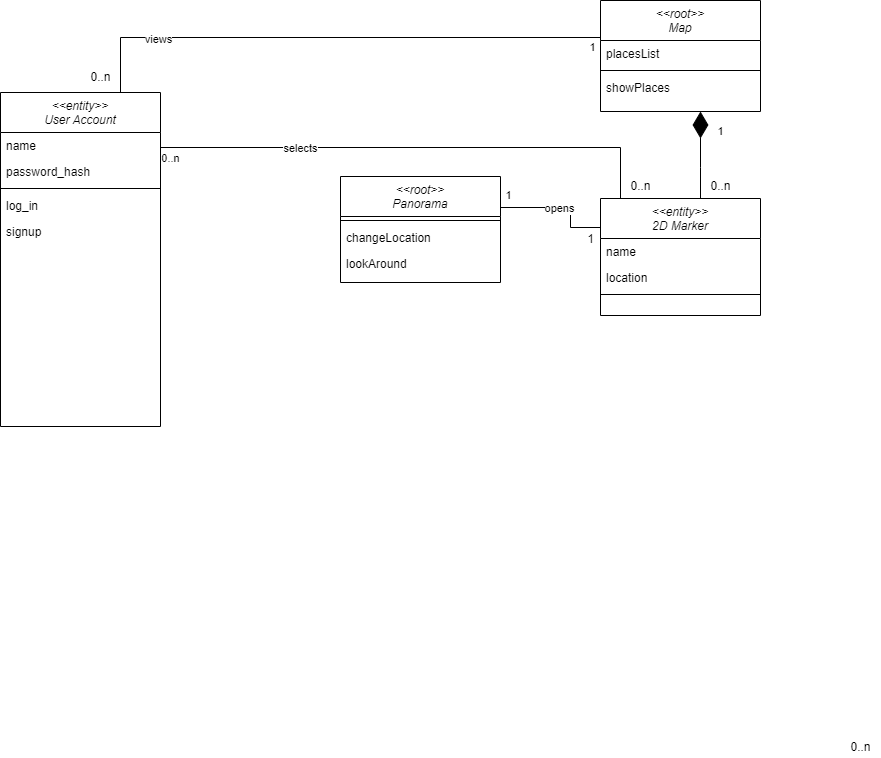 <<root>>
Map
placesList
showPlaces
views
1
0..n
<<entity>>
User Account
name
password_hash
log_in
signup
selects
0..n
1
0..n
0..n
<<root>>
Panorama
changeLocation
lookAround
1
opens
1
<<entity>>
2D Marker
name
location
0..n